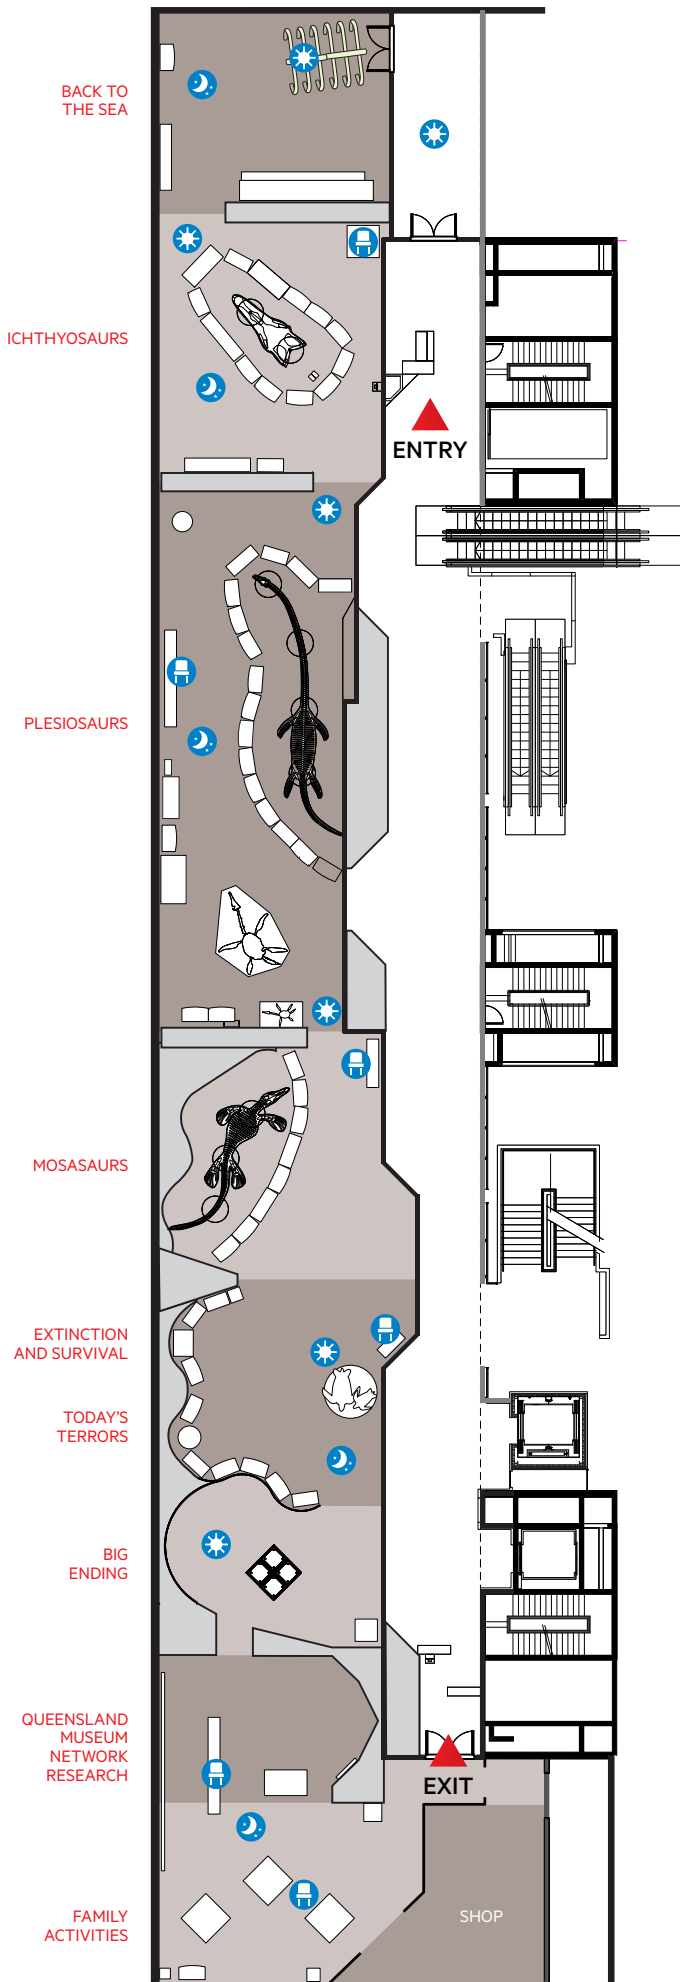 BACK TO
THE SEA
ICHTHYOSAURS
ENTRY
PLESIOSAURS
MOSASAURS
EXTINCTION
AND SURVIVAL
TODAY'S
TERRORS
BIG
ENDING
QUEENSLAND
MUSEUM
NETWORK
RESEARCH
EXIT
SHOP
FAMILY
ACTIVITIES